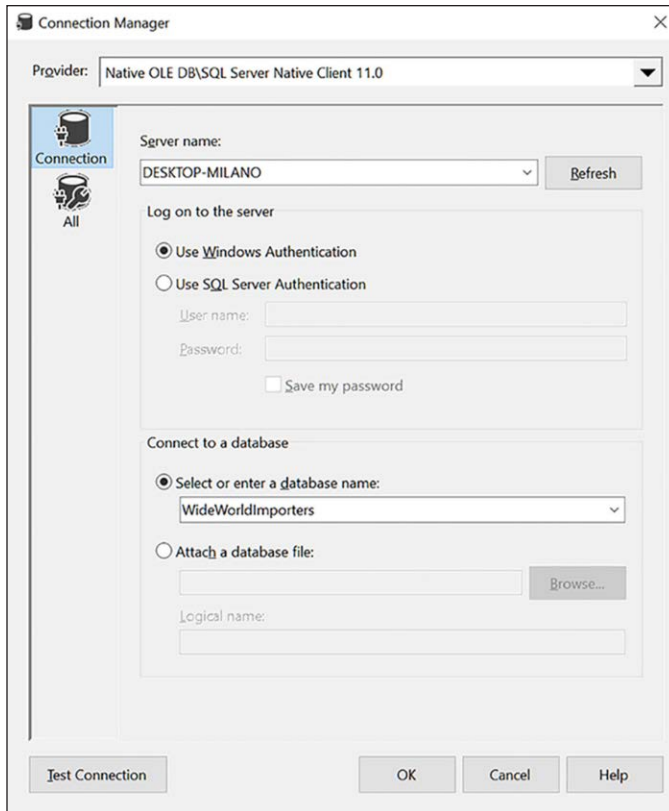 Connection Manager
Provider: Native OLE DB\SQL Server Native Client 11.0
Connection
All
Server name:
DESKTOP-MILANO Refresh
Log on to the server
Use Windows Authentication
Use SQL Server Authentication
User name:
Password:
Save my password
Connect to a database
Select or enter a database name:
WideWorldImporters
Attach a database file:
Browse...
Logical name:
Test Connection OK Cancel Help